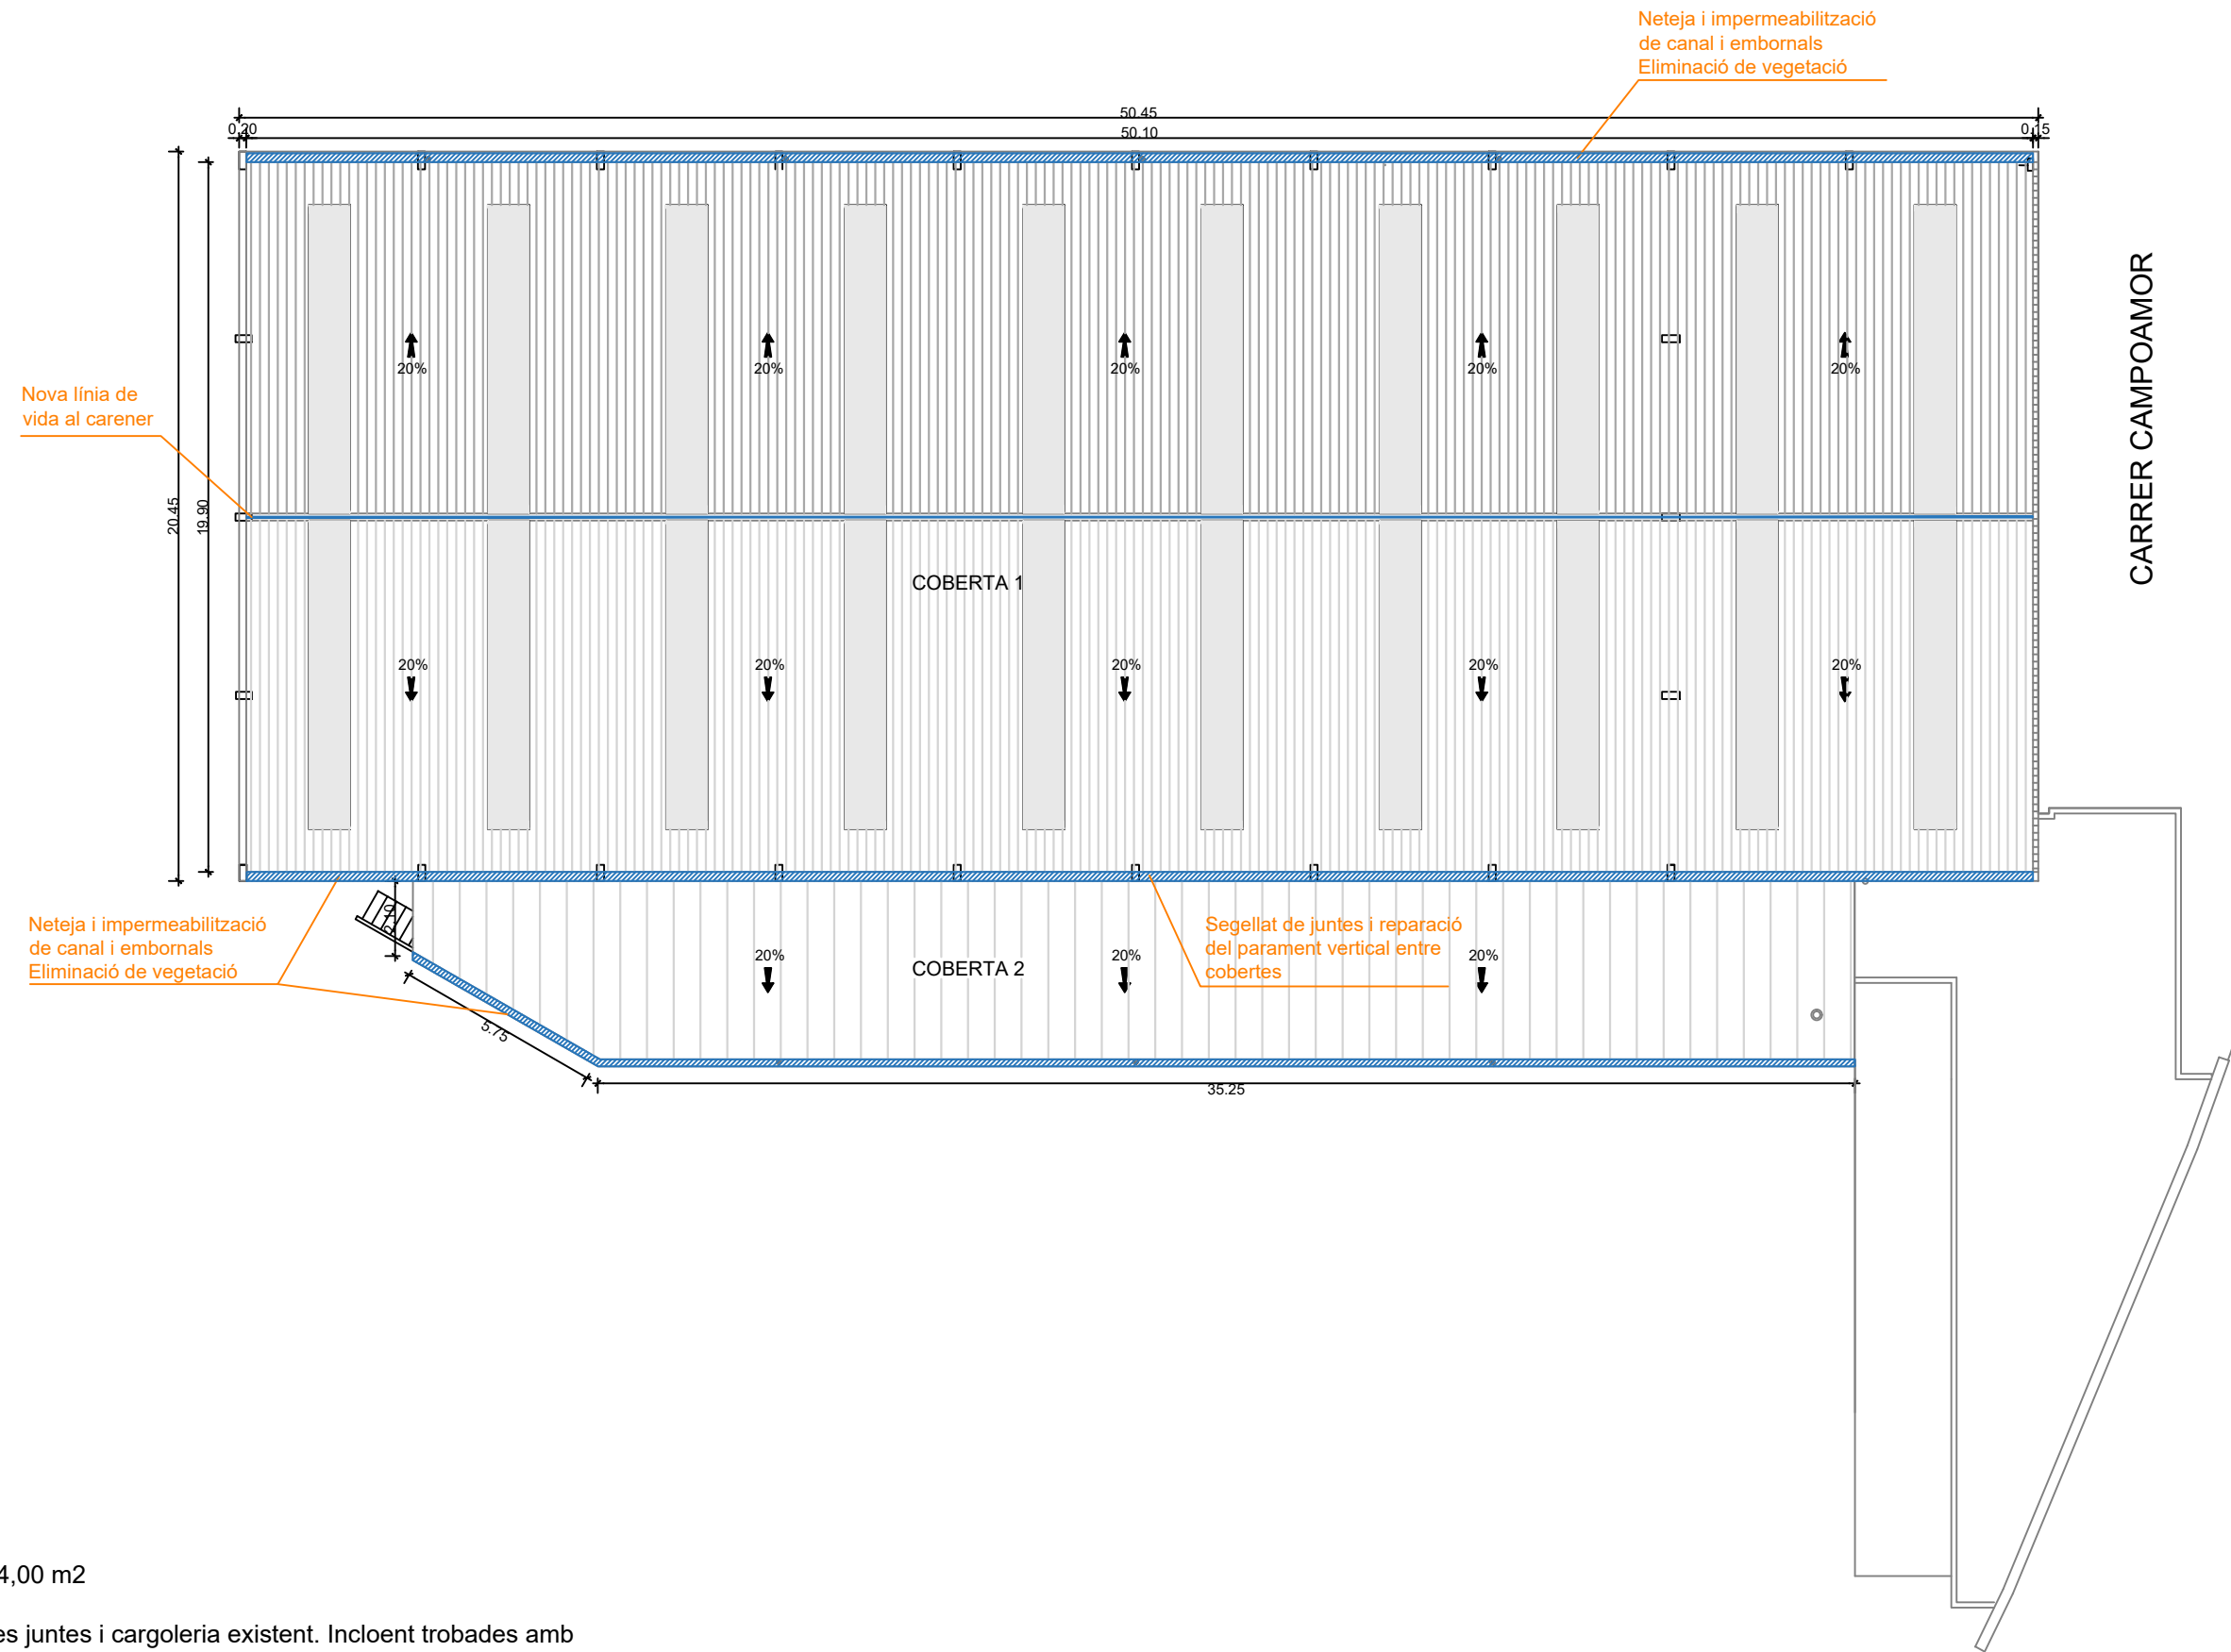 Neteja i impermeabilització
de canal i embornals
Eliminació de vegetació
50.45
0.20
50.10
0.15
20%
20%
20%
20%
20%
CARRER CAMPOAMOR
Nova línia de
vida al carener
20.45
19.90
COBERTA 1
20%
20%
20%
20%
20%
Neteja i impermeabilització
de canal i embornals
Eliminació de vegetació
Segellat de juntes i reparació
del parament vertical entre
cobertes
20%
20%
20%
COBERTA 2
5.75
35.25
4,00 m2
es juntes i cargoleria existent. Incloent trobades amb